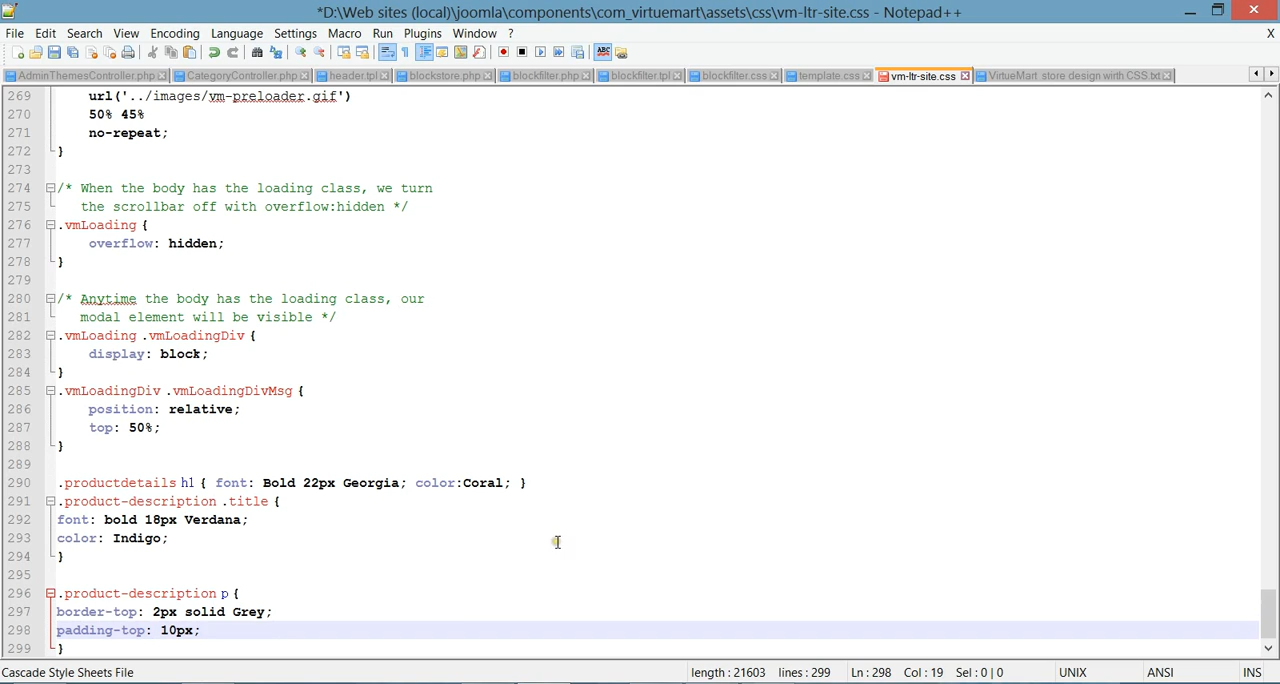 *D:\Web sites (local)\joomla\components\com_virtuemart\assets\css\vm-ltr-site.css - Notepad++
File Edit Search View Encoding Language Settings Macro Run Plugins Window ? X
AdminThemesController.php CategoryController.php header.tpl blockstore.php blockfilter.php blockfilter.tpl blockfilter.css template.css vm-ltr-site.css VirtueMart store design wirth CSS.txt
269 url('../images/vm-preloader.gif')
270 50% 45%
271 no-repeat;
272 }
273
274 /* When the body has the loading class, we turn
275 the scrollbar off with overflow:hidden */
276 .vmLoading {
277 overflow: hidden;
278 }
279
280 /* Anytime the body has the loading class, our
281 modal element will be visible */
282 .vmLoading .vmLoadingDiv {
283 display: block;
284 }
285 .vmLoadingDiv .vmLoadingDivMsg {
286 position: relative;
287 top: 50%;
288 }
289
290 .productdetails h1 { font: Bold 22px Georgia; color:Coral; }
291 .product-description .title {
292 font: bold 18px Verdana;
293 color: Indigo;
294 }
295
296 .product-description p {
297 border-top: 2px solid Grey;
298 padding-top: 10px;
299 }
Cascade Style Sheets File length : 21603 lines : 299 Ln : 298 Col : 19 Sel : 0 | 0 UNIX ANSI INS